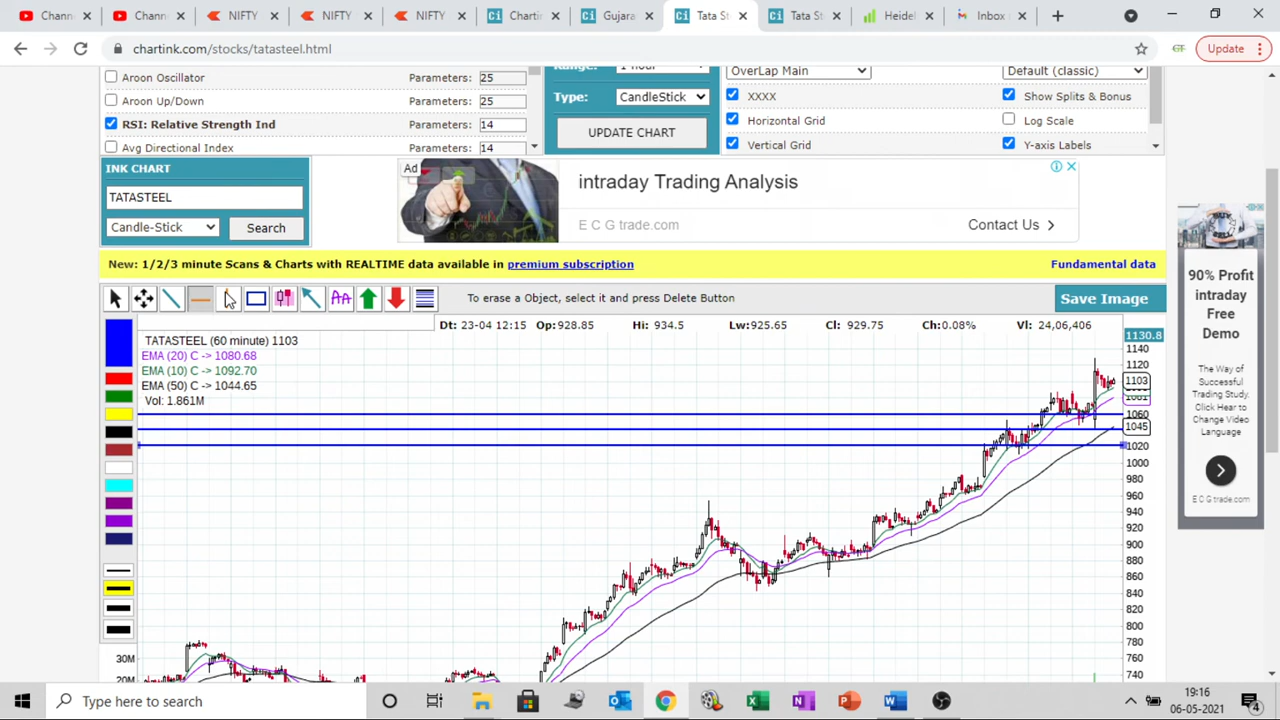 Chann
Chann
NIFTY
NIFTY
NIFTY
Chartin
Gujara
Tata S
Tata St
Heidel
Inbox
chartink.com/stocks/tatasteel.html
Update
Aroon Oscillator Parameters: 25
Aroon Up/Down Parameters: 25
RSI: Relative Strength Ind Parameters: 14
Avg Directional Index Parameters: 14
Range: 1 hour
Type: CandleStick
UPDATE CHART
OverLap Main
Default (classic)
XXXX
Show Splits & Bonus
Horizontal Grid
Log Scale
Vertical Grid
Y-axis Labels
INK CHART
TATASTEEL
Candle-Stick
Search
Ad
intraday Trading Analysis
E C G trade.com
Contact Us
New: 1/2/3 minute Scans & Charts with REALTIME data available in premium subscription
Fundamental data
To erase a Object, select it and press Delete Button
Save Image
Dt: 23-04 12:15 Op: 928.85 Hi: 934.5 Lw: 925.65 Cl: 929.75 Ch:0.08% Vl: 24,06,406
TATASTEEL (60 minute) 1103
EMA (20) C -> 1080.68
EMA (10) C -> 1092.70
EMA (50) C -> 1044.65
Vol: 1.861M
1130.8
1140
1120
1103
1081
1060
1045
1020
1000
980
960
940
920
900
880
860
840
820
800
780
760
740
30M
20M
BUY
SELL
90% Profit
intraday
Free
Demo
The Way of
Successful
Trading Study.
Click Hear to
Change Video
Language
E C G trade.com
Type here to search
19:16
06-05-2021
4